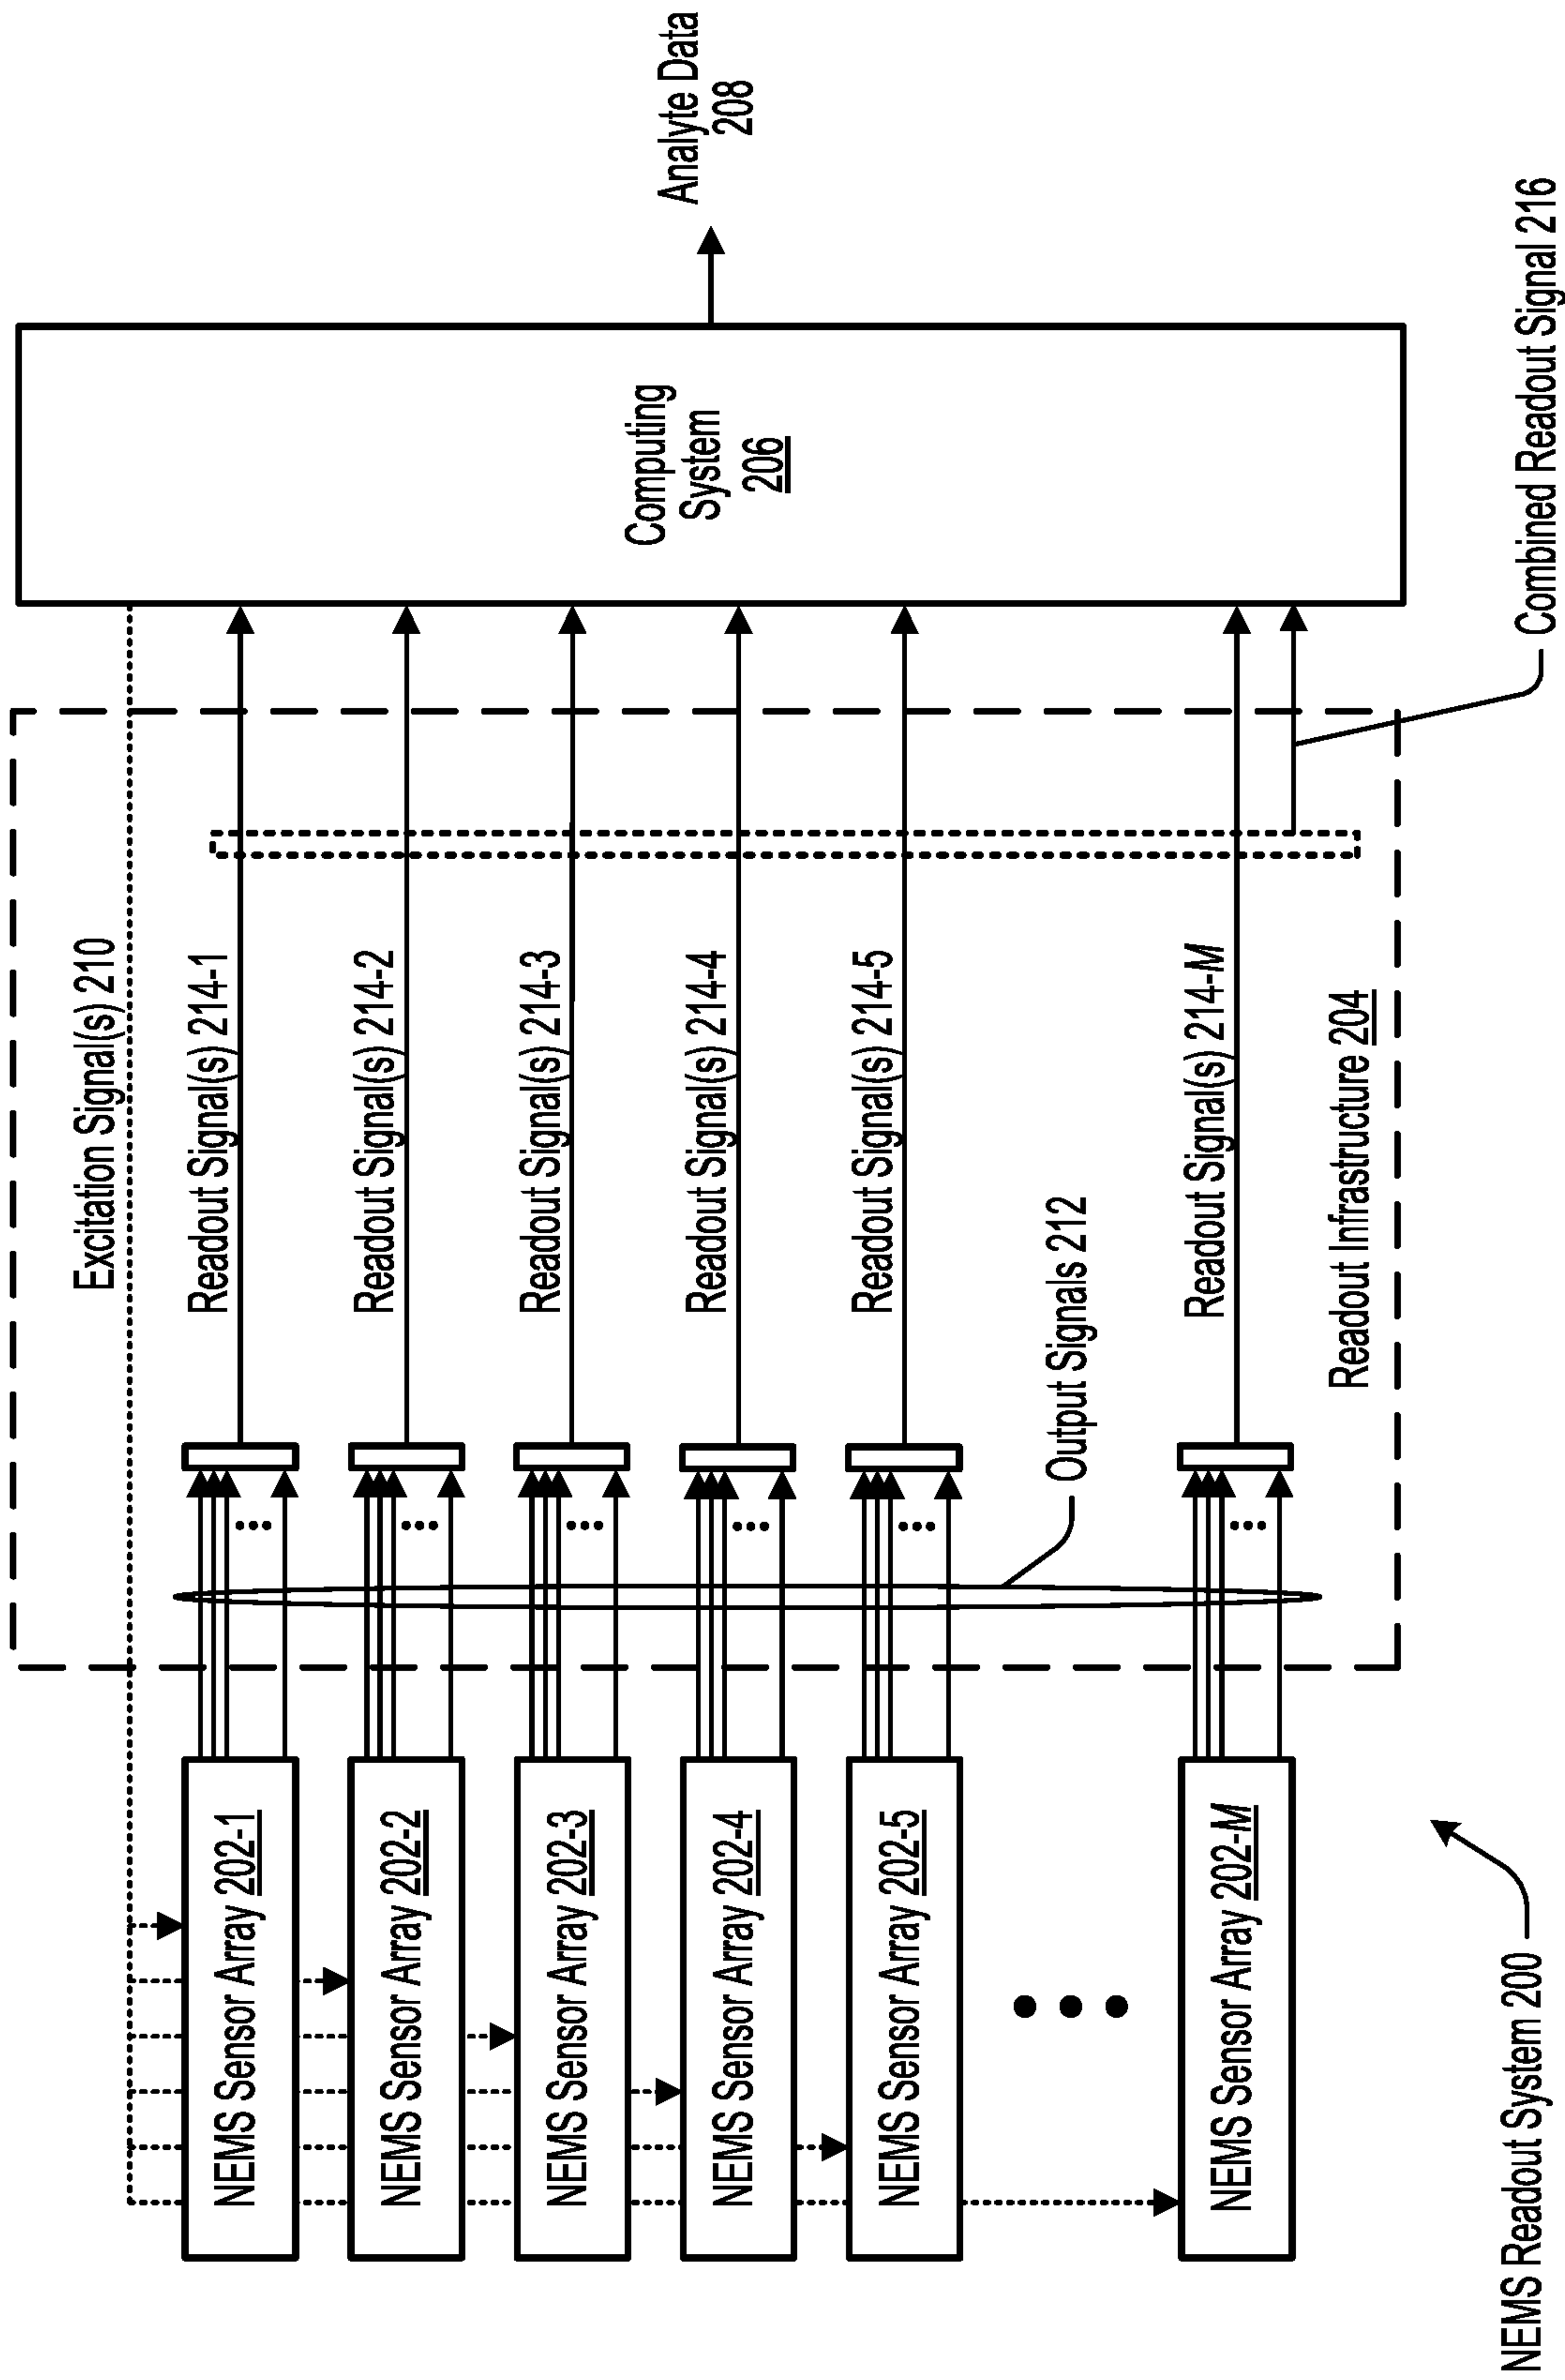 NEMS Readout System 200
NEMS Sensor Array 202-1
NEMS Sensor Array 202-2
NEMS Sensor Array 202-3
NEMS Sensor Array 202-4
NEMS Sensor Array 202-5
NEMS Sensor Array 202-M
Excitation Signal(s) 210
Readout Signal(s) 214-1
Readout Signal(s) 214-2
Readout Signal(s) 214-3
Readout Signal(s) 214-4
Readout Signal(s) 214-5
Output Signals 212
Readout Signal(s) 214-M
Readout Infrastructure 204
Computing
System
206
Analyte Data
208
Combined Readout Signal 216